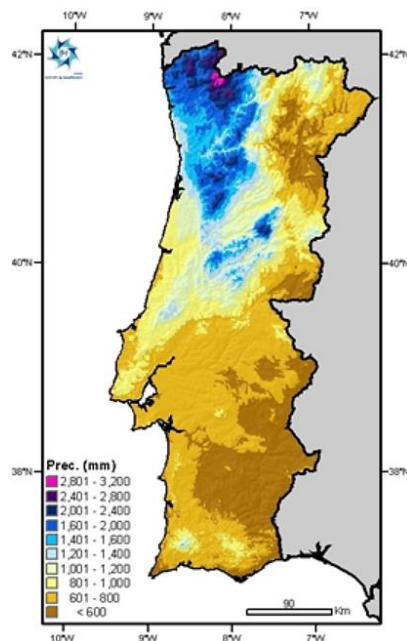 10°W 9°W 8°W 7°W
42°N 42°N
40°N 40°N
38°N 38°N
Prec. (mm)
2,801 - 3,200
2,401 - 2,800
2,001 - 2,400
1,601 - 2,000
1,401 - 1,600
1,201 - 1,400
1,001 - 1,200
801 - 1,000
601 - 800
< 600
90
Km
10°W 9°W 8°W 7°W